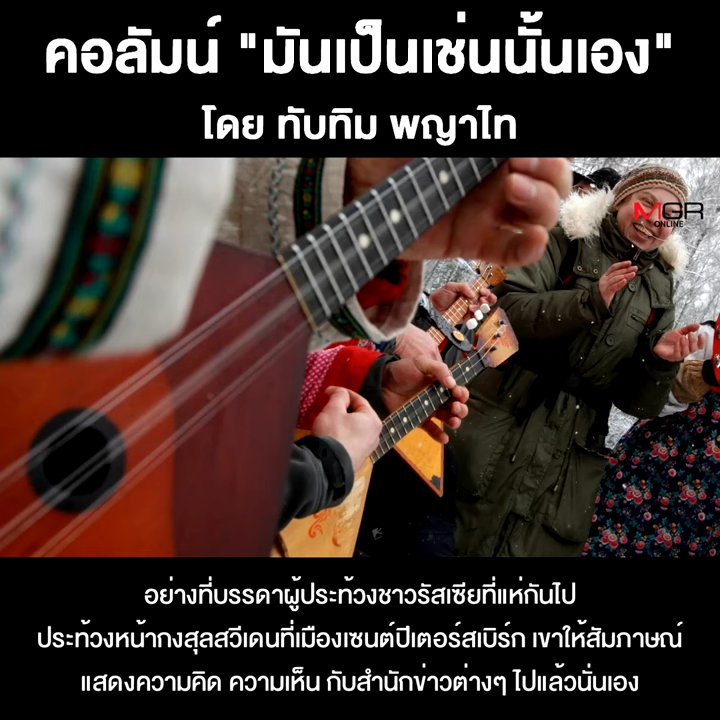 คอลัมน์ "มันเป็นเช่นนั้นเอง"
โดย ทับทิม พญาไท
MGR
ONLINE
อย่างที่บรรดาผู้ประท้วงชาวรัสเซียที่แห่กันไป
ประท้วงหน้ากงสุลสวีเดนที่เมืองเซนต์ปีเตอร์สเบิร์ก เขาให้สัมภาษณ์
แสดงความคิด ความเห็น กับสำนักข่าวต่างๆ ไปแล้วนั่นเอง